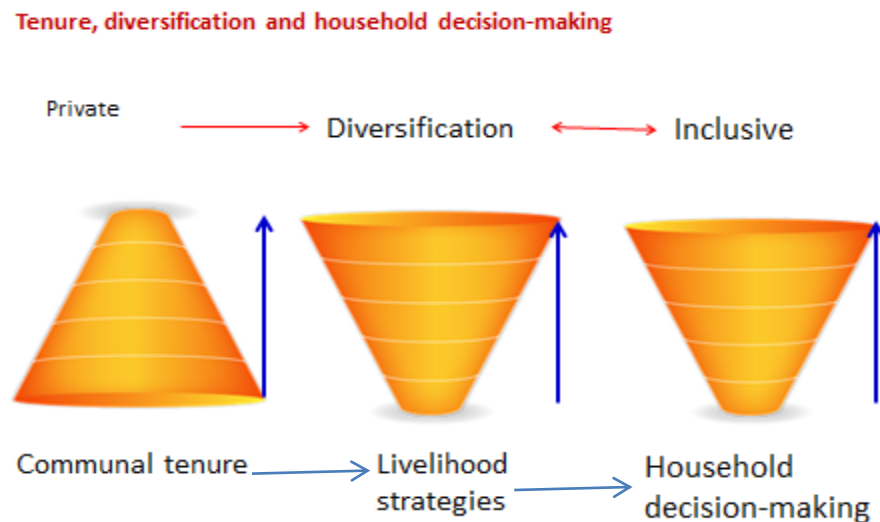 Tenure, diversification and household decision-making
Private
Diversification
Inclusive
Communal tenure
Livelihood
strategies
Household
decision-making